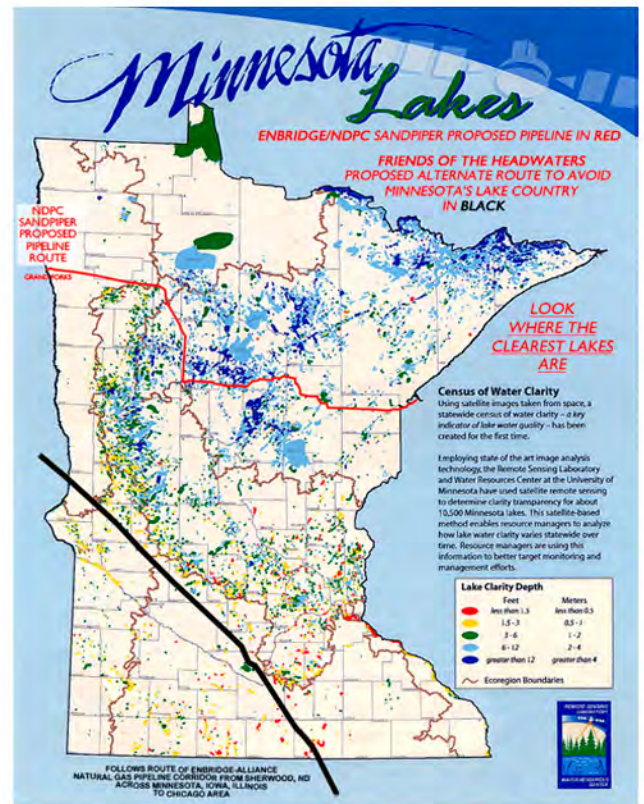 Minnesota
Lakes
ENBRIDGE/NDPC SANDPIPER PROPOSED PIPELINE IN RED
FRIENDS OF THE HEADWATERS
PROPOSED ALTERNATE ROUTE TO AVOID
MINNESOTA'S LAKE COUNTRY
IN BLACK
NDPC
SANDPIPER
PROPOSED
PIPELINE
ROUTE
LOOK
WHERE THE
CLEAREST LAKES
ARE
Census of Water Clarity
Using satellite images taken from space, a
statewide census of water clarity – a key
indicator of lake water quality – has been
created for the first time.
Employing state of the art image analysis
technology, the Remote Sensing Laboratory
and Water Resources Center at the University of
Minnesota have used satellite remote sensing
to determine clarity transparency for about
10,500 Minnesota lakes. This satellite-based
method enables resource managers to analyze
how lake water clarity varies statewide over
time. Resource managers are using this
information to better target monitoring and
management efforts.
Lake Clarity Depth
Feet Meters
less than 1.5 less than 0.5
1.5 - 3 0.5 - 1
3 - 6 1 - 2
6 - 12 2 - 4
greater than 12 greater than 4
Ecoregion Boundaries
REMOTE SENSING
LABORATORY
WATER RESOURCES
CENTER
FOLLOWS ROUTE OF ENBRIDGE-ALLIANCE
NATURAL GAS PIPELINE CORRIDOR FROM SHERWOOD, ND
ACROSS MINNESOTA, IOWA, ILLINOIS
TO CHICAGO AREA